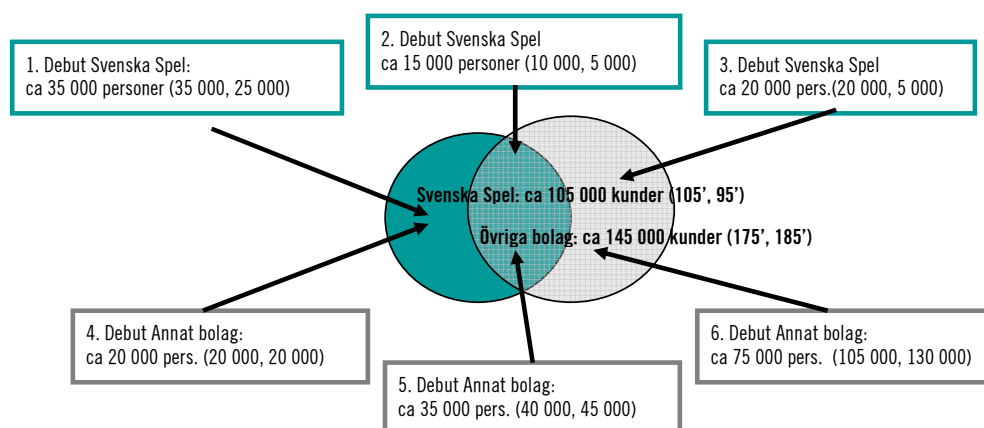 1. Debut Svenska Spel:
ca 35 000 personer (35 000, 25 000)
2. Debut Svenska Spel
ca 15 000 personer (10 000, 5 000)
3. Debut Svenska Spel
ca 20 000 pers.(20 000, 5 000)
Svenska Spel: ca 105 000 kunder (105’, 95’)
Övriga bolag: ca 145 000 kunder (175’, 185’)
4. Debut Annat bolag:
ca 20 000 pers. (20 000, 20 000)
5. Debut Annat bolag:
ca 35 000 pers. (40 000, 45 000)
6. Debut Annat bolag:
ca 75 000 pers. (105 000, 130 000)